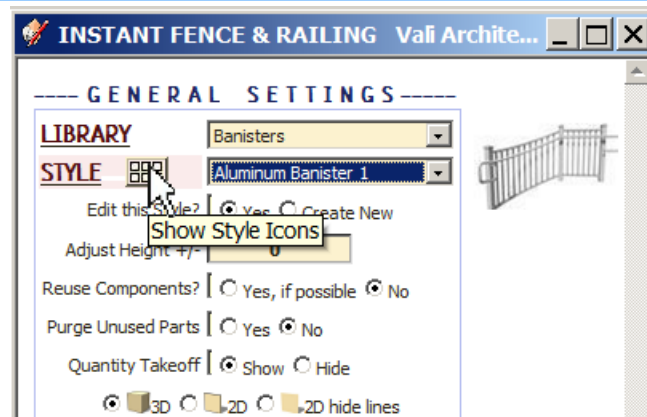 INSTANT FENCE & RAILING Vali Archite...
---- GENERAL SETTINGS-----
LIBRARY Banisters
STYLE Aluminum Banister 1
Edit this Style? Yes Create New
Show Style Icons
Adjust Height +/- 0
Reuse Components? Yes, if possible No
Purge Unused Parts Yes No
Quantity Takeoff Show Hide
3D 2D 2D hide lines